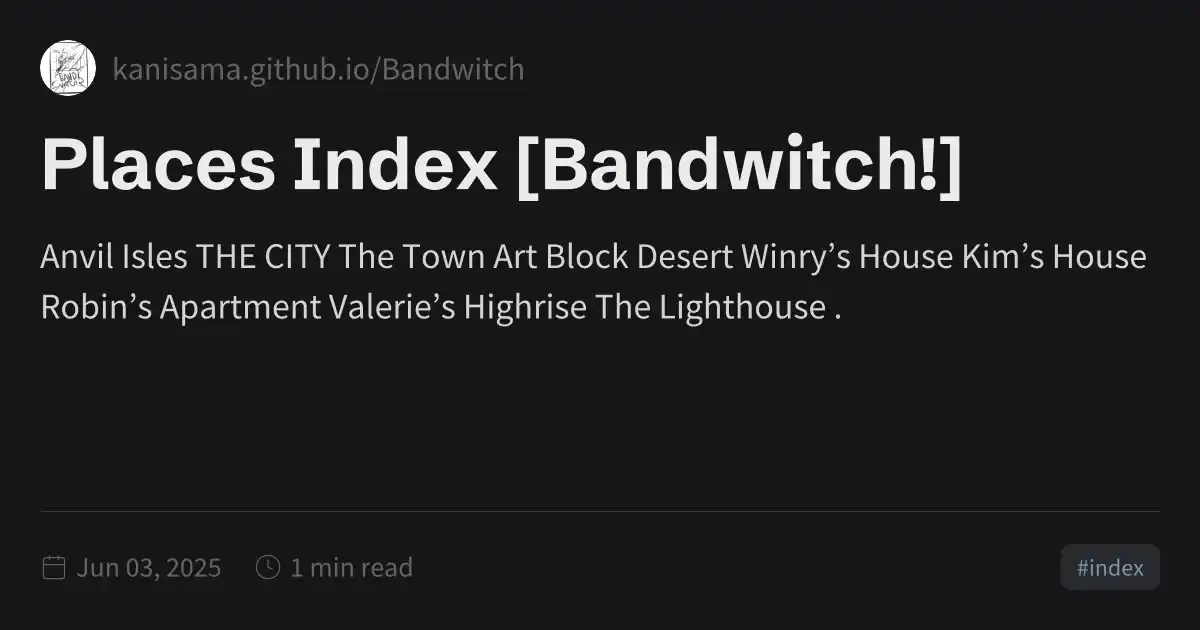 kanisama.github.io/Bandwitch
Places Index [Bandwitch!]
Anvil Isles THE CITY The Town Art Block Desert Winry’s House Kim’s House
Robin’s Apartment Valerie’s Highrise The Lighthouse .
Jun 03, 2025
1 min read
#index